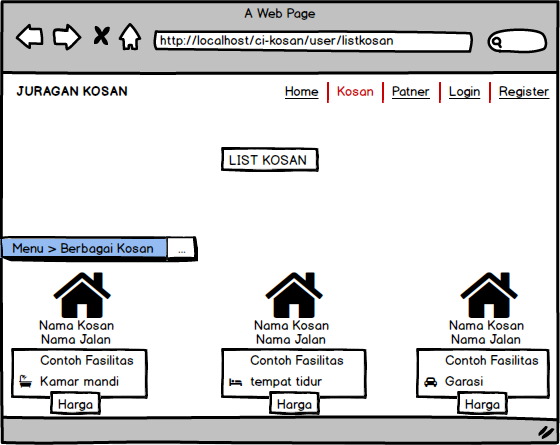 A Web Page
http://localhost/ci-kosan/user/listkosan
JURAGAN KOSAN
Home
Kosan
Patner
Login
Register
LIST KOSAN
Menu > Berbagai Kosan
...
Nama Kosan
Nama Jalan
Contoh Fasilitas
Kamar mandi
Harga
Nama Kosan
Nama Jalan
Contoh Fasilitas
tempat tidur
Harga
Nama Kosan
Nama Jalan
Contoh Fasilitas
Garasi
Harga